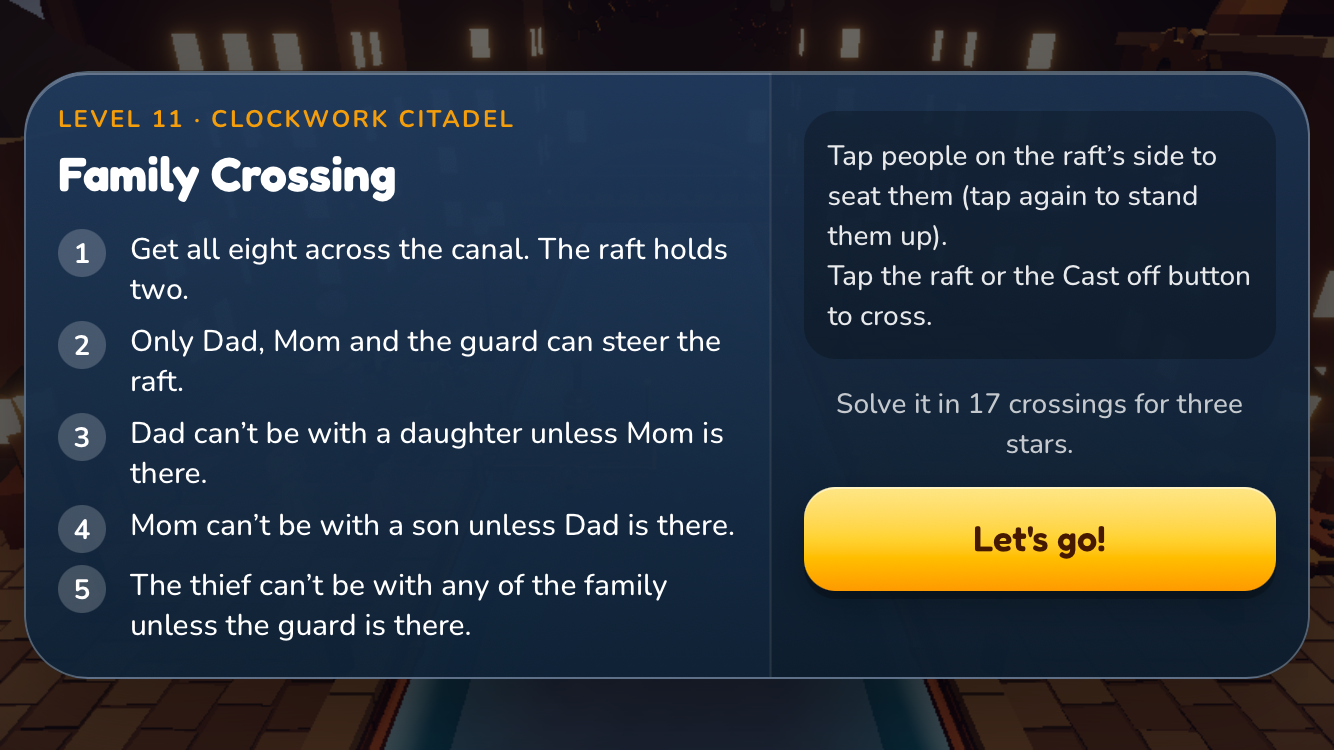 LEVEL 11 · CLOCKWORK CITADEL
Family Crossing
1 Get all eight across the canal. The raft holds
two.
2 Only Dad, Mom and the guard can steer the
raft.
3 Dad can’t be with a daughter unless Mom is
there.
4 Mom can’t be with a son unless Dad is there.
5 The thief can’t be with any of the family
unless the guard is there.
Tap people on the raft’s side to
seat them (tap again to stand
them up).
Tap the raft or the Cast off button
to cross.
Solve it in 17 crossings for three
stars.
Let's go!